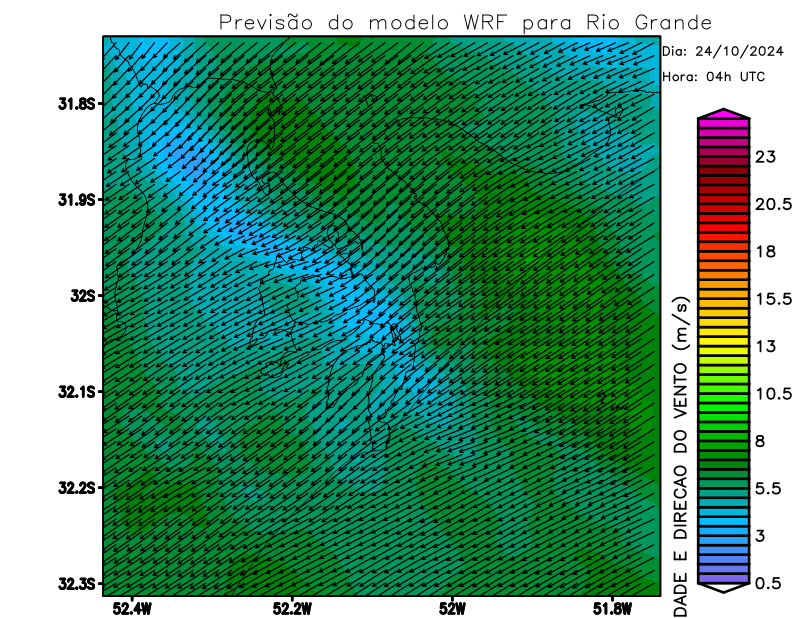 Previsão do modelo WRF para Rio Grande
Dia: 24/10/2024
Hora: 04h UTC
31.8S
31.9S
32S
32.1S
32.2S
32.3S
52.4W
52.2W
52W
51.8W
23
20.5
18
15.5
13
10.5
8
5.5
3
0.5
DADE E DIRECAO DO VENTO (m/s)